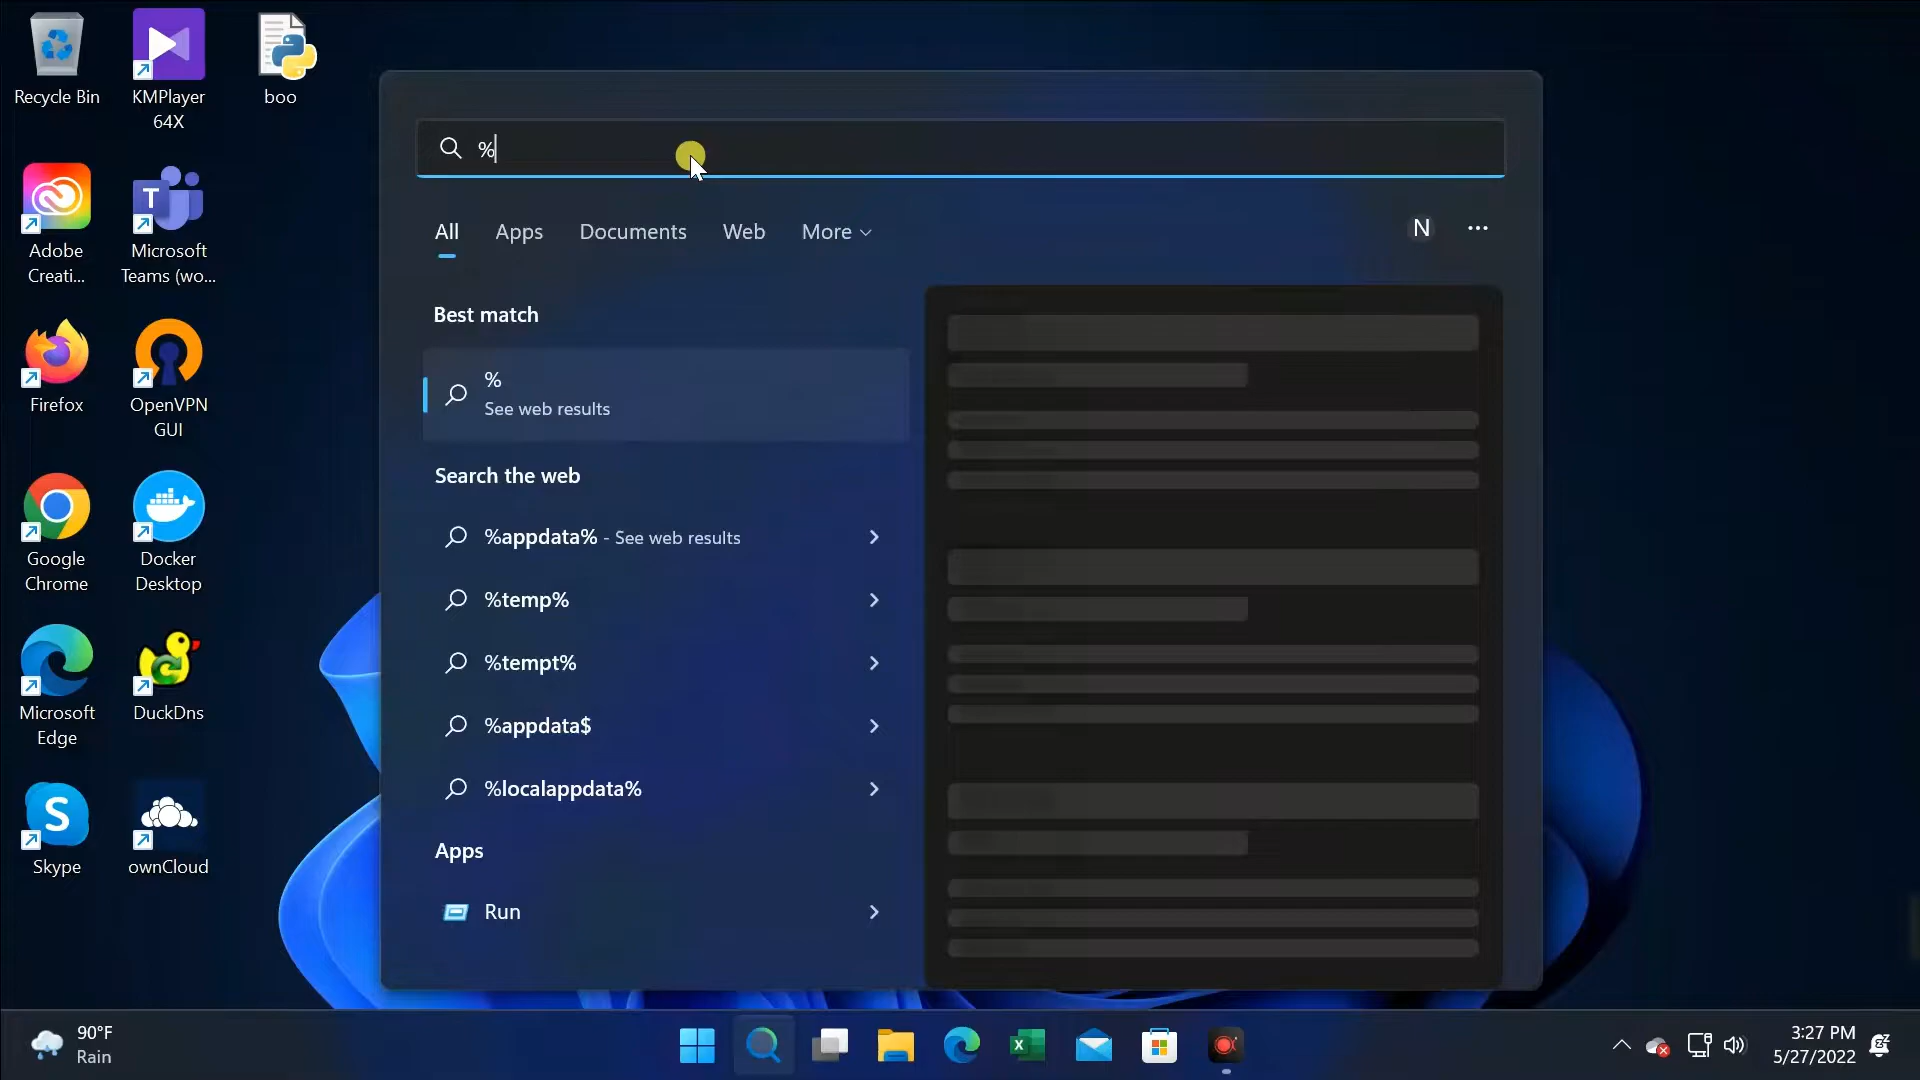 Recycle Bin
KMPlayer
64X
boo
Adobe
Creati...
Microsoft
Teams (wo...
Firefox
OpenVPN
GUI
Google
Chrome
Docker
Desktop
Microsoft
Edge
DuckDns
Skype
ownCloud
%
All Apps Documents Web More
N
Best match
%
See web results
Search the web
%appdata% - See web results
%temp%
%tempt%
%appdata$
%localappdata%
Apps
Run
90°F
Rain
3:27 PM
5/27/2022